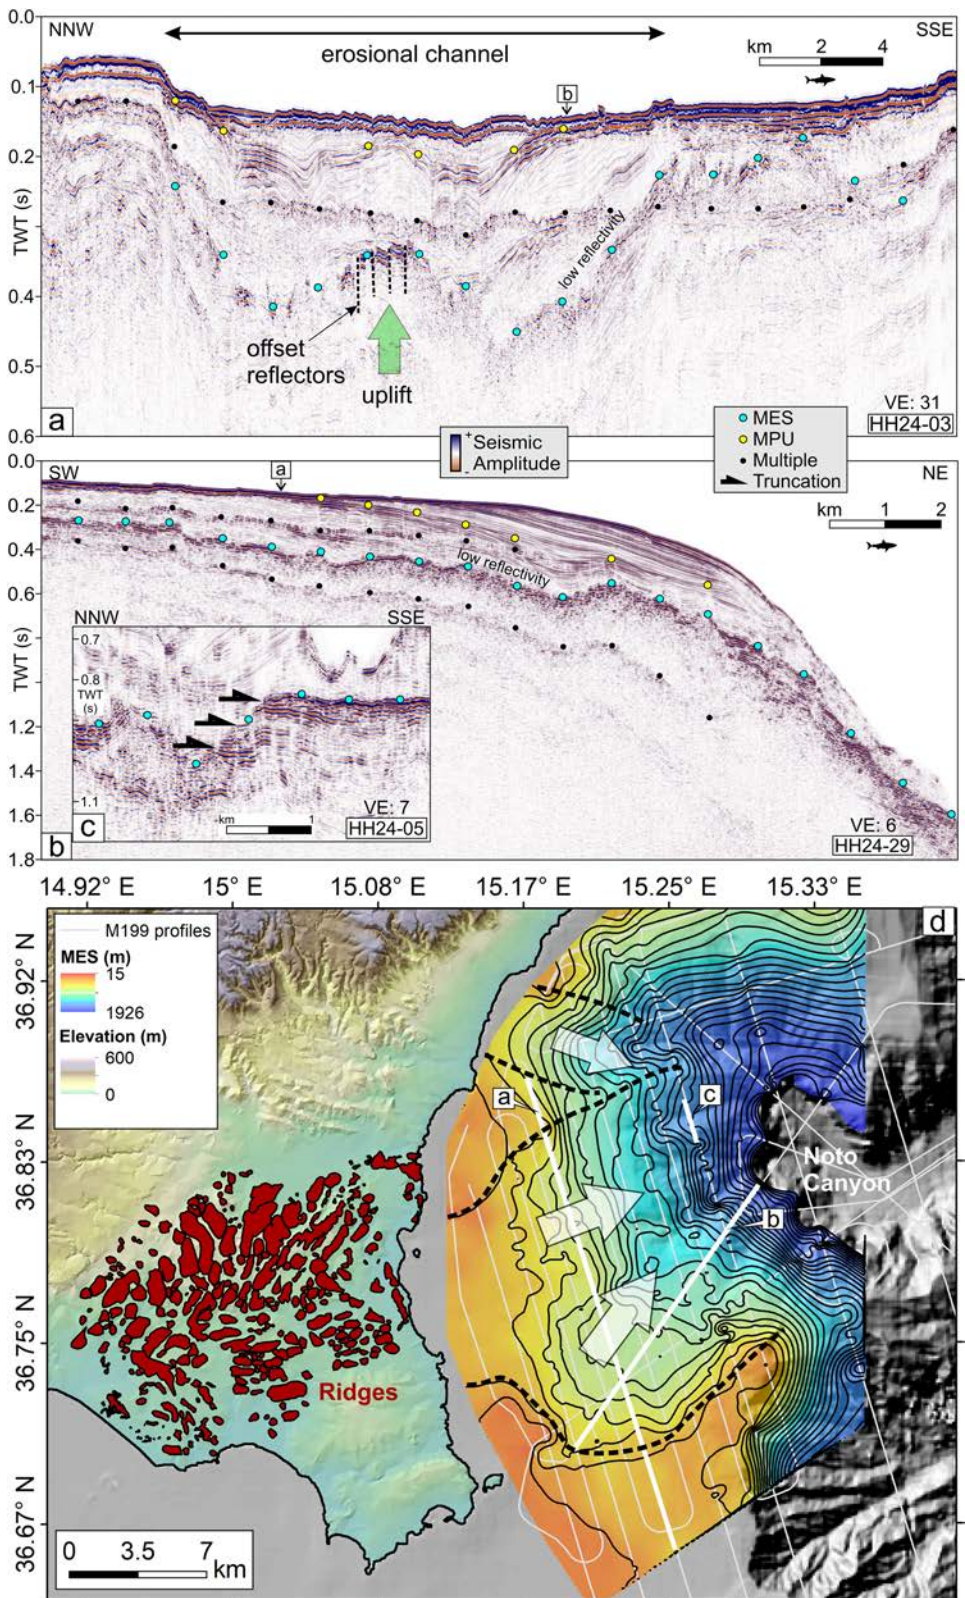 0.0
NNW
SSE
erosional channel
km 2 4
0.1
b
0.2
TWT (s)
0.3
low reflectivity
0.4
offset
reflectors
0.5
uplift
a
VE: 31
HH24-03
0.6
+ Seismic
- Amplitude
MES
MPU
Multiple
Truncation
0.0
SW
a
NE
0.2
km 1 2
0.4
low reflectivity
0.6
NNW
SSE
0.7
TWT (s)
0.8
TWT
(s)
1.2
1.4
VE: 7
1.1
km 1
HH24-05
1.6
b
c
VE: 6
HH24-29
1.8
14.92° E
15° E
15.08° E
15.17° E
15.25° E
15.33° E
d
M199 profiles
MES (m)
15
1926
Elevation (m)
600
0
36.92° N
a
c
36.83° N
Noto
Canyon
b
36.75° N
Ridges
36.67° N
0 3.5 7
km